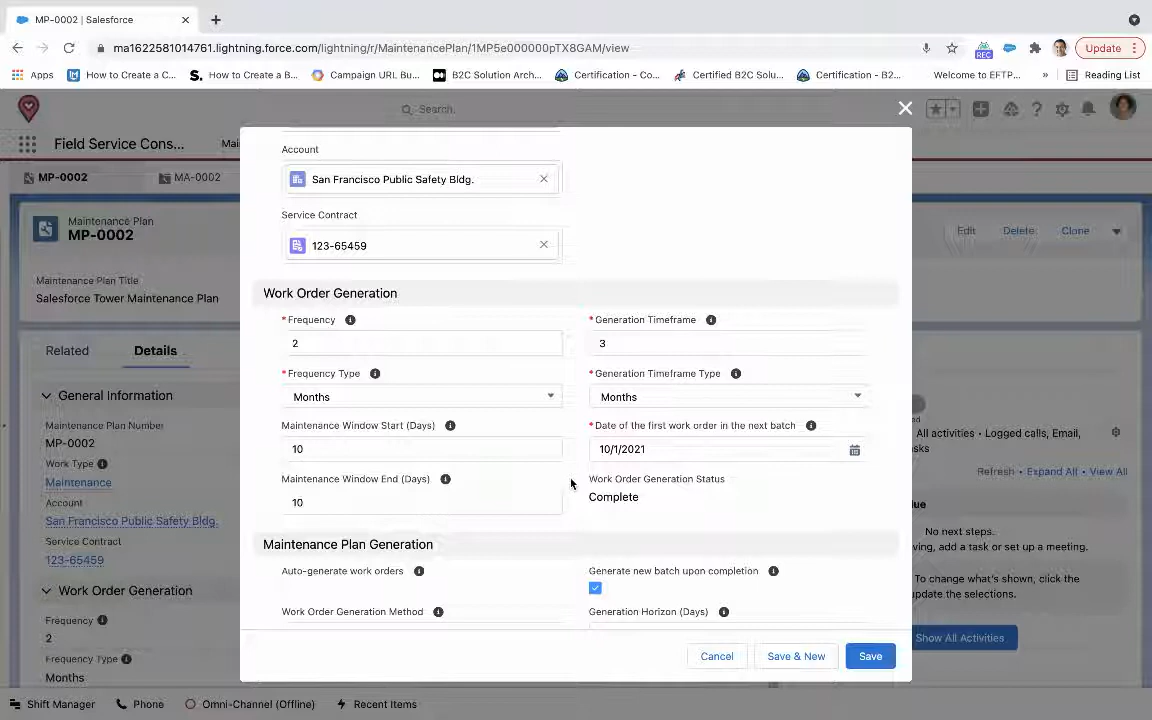 MP-0002 | Salesforce
ma1622581014761.lightning.force.com/lightning/r/MaintenancePlan/1MP5e000000pTX8GAM/view
REC
Update
Apps
How to Create a C...
How to Create a B...
Campaign URL Bu...
B2C Solution Arch...
Certification - Co...
Certified B2C Solu...
Certification - B2...
Welcome to EFTP...
»
Reading List
Search.
Field Service Cons...
Mai
MP-0002
MA-0002
Maintenance Plan
MP-0002
Edit
Delete
Clone
Maintenance Plan Title
Salesforce Tower Maintenance Plan
Related
Details
General Information
Maintenance Plan Number
MP-0002
Work Type
Maintenance
Account
San Francisco Public Safety Bldg.
Service Contract
123-65459
Work Order Generation
Frequency
2
Frequency Type
Months
Account
San Francisco Public Safety Bldg.
Service Contract
123-65459
Work Order Generation
*Frequency
2
*Generation Timeframe
3
*Frequency Type
Months
*Generation Timeframe Type
Months
Maintenance Window Start (Days)
10
*Date of the first work order in the next batch
10/1/2021
Maintenance Window End (Days)
10
Work Order Generation Status
Complete
Maintenance Plan Generation
Auto-generate work orders
Generate new batch upon completion
Work Order Generation Method
Generation Horizon (Days)
Cancel
Save & New
Save
All activities • Logged calls, Email,
Refresh • Expand All • View All
No next steps.
ving, add a task or set up a meeting.
To change what's shown, click the
update the selections.
Show All Activities
Shift Manager
Phone
Omni-Channel (Offline)
Recent Items